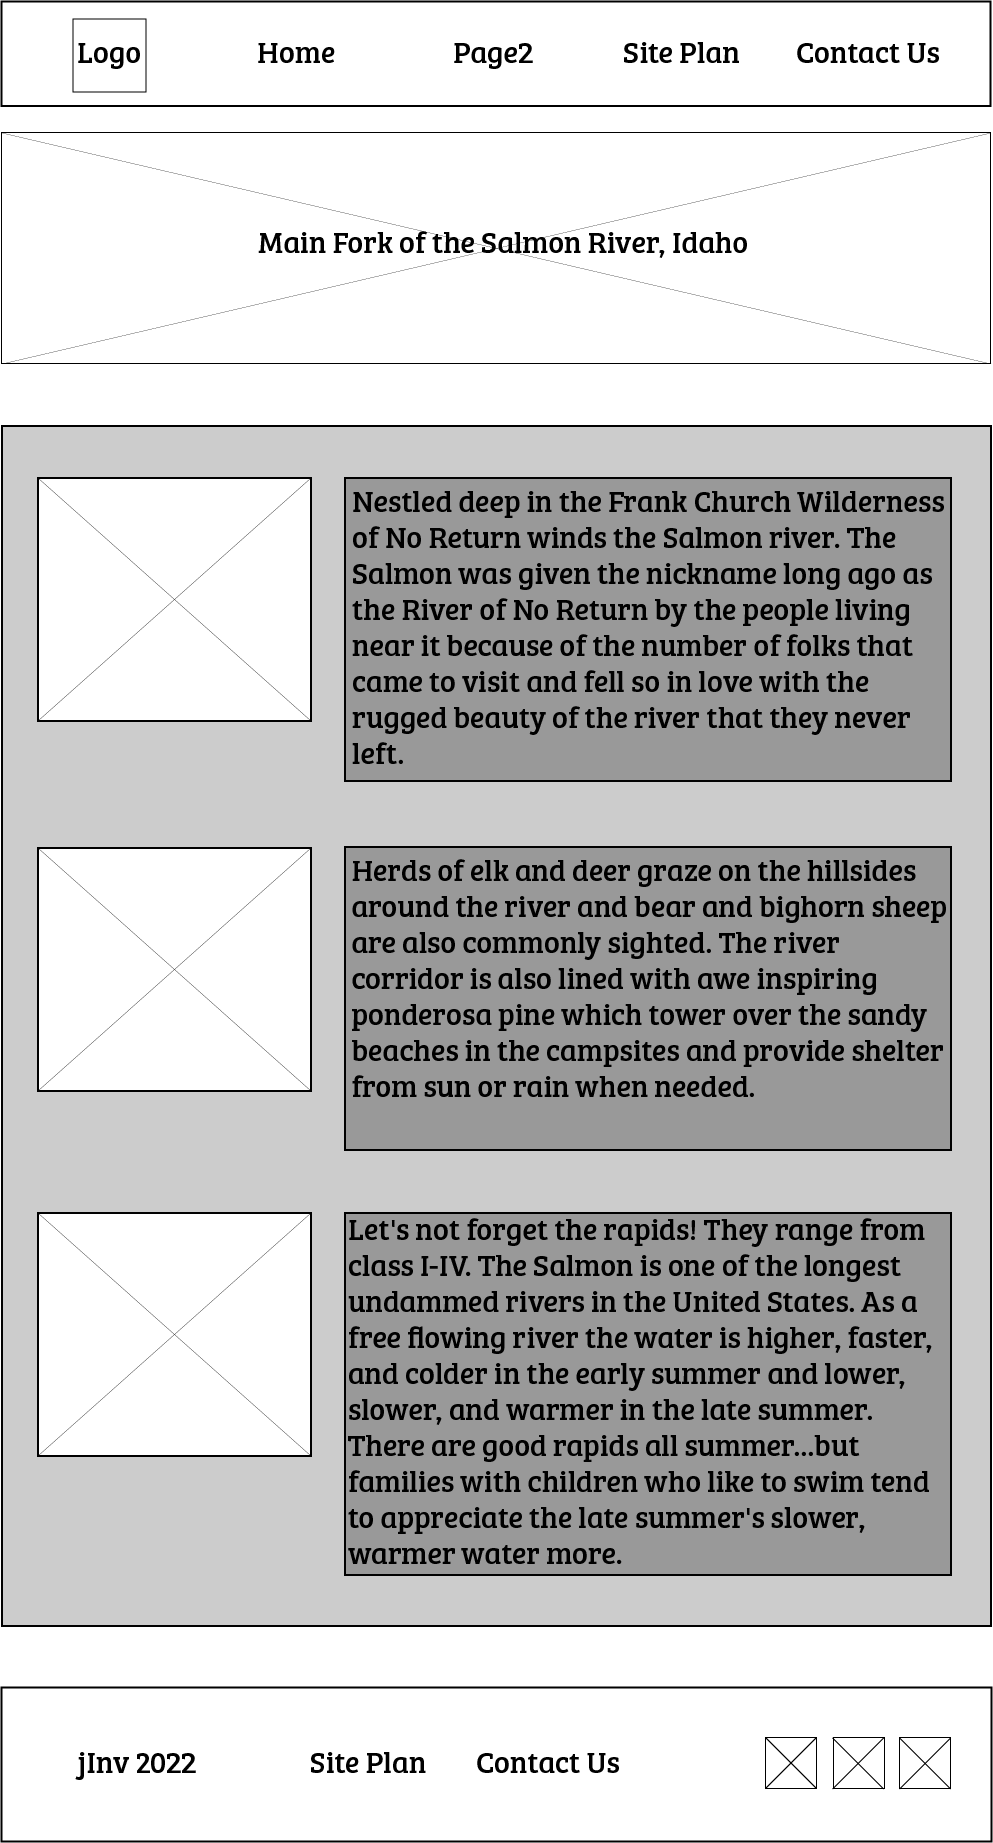 Logo Home Page2 Site Plan Contact Us
Main Fork of the Salmon River, Idaho
Nestled deep in the Frank Church Wilderness
of No Return winds the Salmon river. The
Salmon was given the nickname long ago as
the River of No Return by the people living
near it because of the number of folks that
came to visit and fell so in love with the
rugged beauty of the river that they never
left.
Herds of elk and deer graze on the hillsides
around the river and bear and bighorn sheep
are also commonly sighted. The river
corridor is also lined with awe inspiring
ponderosa pine which tower over the sandy
beaches in the campsites and provide shelter
from sun or rain when needed.
Let's not forget the rapids! They range from
class I-IV. The Salmon is one of the longest
undammed rivers in the United States. As a
free flowing river the water is higher, faster,
and colder in the early summer and lower,
slower, and warmer in the late summer.
There are good rapids all summer...but
families with children who like to swim tend
to appreciate the late summer's slower,
warmer water more.
jInv 2022 Site Plan Contact Us